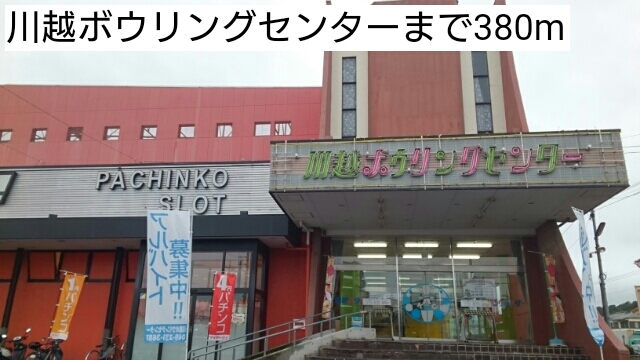 川越ボウリングセンターまで380m
川越ボウリングセンター
PACHINKO
SLOT
アルバイト
募集中!!
パチンコ